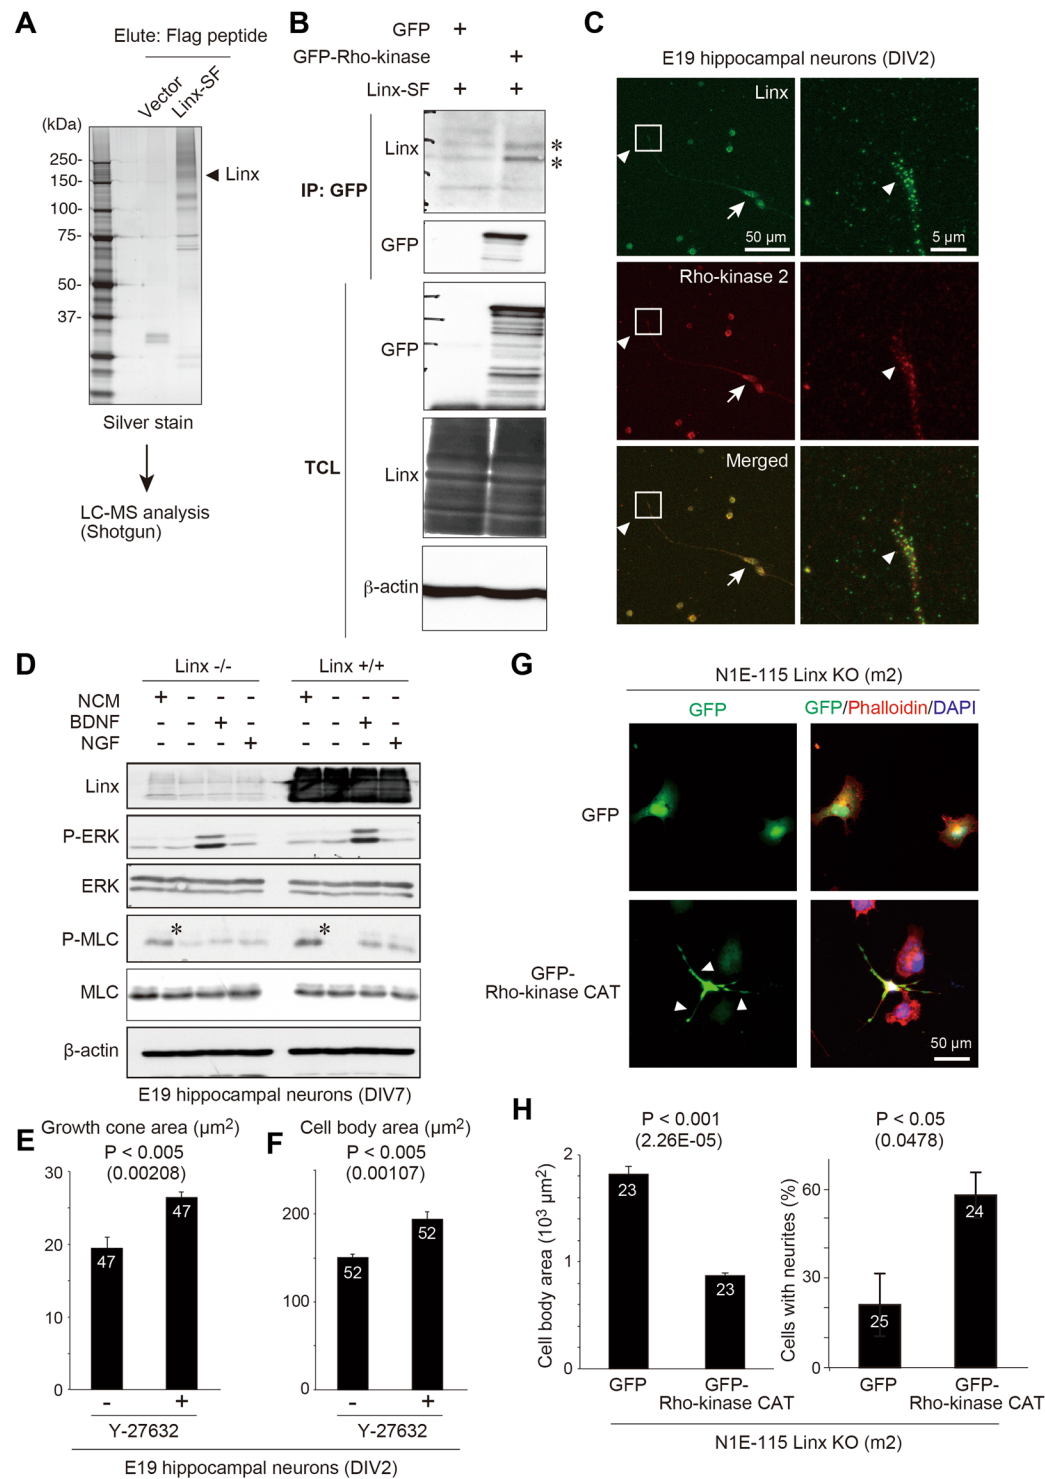 A
Elute: Flag peptide
Vector
Linx-SF
(kDa)
250-
150-
100-
75-
50-
37-
Linx
Silver stain
LC-MS analysis
(Shotgun)
B
GFP +
GFP-Rho-kinase +
Linx-SF + +
IP: GFP
Linx
*
*
GFP
TCL
GFP
Linx
β-actin
C
E19 hippocampal neurons (DIV2)
Linx
50 µm
5 µm
Rho-kinase 2
Merged
D
Linx -/- Linx +/+
NCM + - - - + - - -
BDNF - - + - - - + -
NGF - - - + - - - +
Linx
P-ERK
ERK
P-MLC
* *
MLC
β-actin
E19 hippocampal neurons (DIV7)
E
Growth cone area (µm2)
P < 0.005
(0.00208)
30
20
10
0
47
47
- +
Y-27632
F
Cell body area (µm2)
P < 0.005
(0.00107)
200
100
0
52
52
- +
Y-27632
E19 hippocampal neurons (DIV2)
G
N1E-115 Linx KO (m2)
GFP
GFP/Phalloidin/DAPI
GFP
GFP-
Rho-kinase CAT
50 µm
H
P < 0.001
(2.26E-05)
Cell body area (10³ µm²)
2
1
0
23
23
GFP
GFP-
Rho-kinase CAT
P < 0.05
(0.0478)
Cells with neurites (%)
60
30
0
25
24
GFP
GFP-
Rho-kinase CAT
N1E-115 Linx KO (m2)